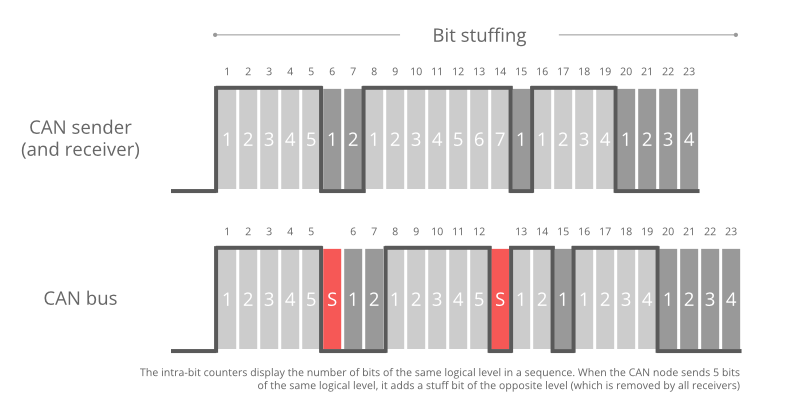 Bit stuffing
1 2 3 4 5 6 7 8 9 10 11 12 13 14 15 16 17 18 19 20 21 22 23
CAN sender
(and receiver)
1 2 3 4 5 1 2 1 2 3 4 5 6 7 1 1 2 3 4 1 2 3 4
1 2 3 4 5 6 7 8 9 10 11 12 13 14 15 16 17 18 19 20 21 22 23
CAN bus
1 2 3 4 5 S 1 2 1 2 3 4 5 S 1 2 1 1 2 3 4 1 2 3 4
The intra-bit counters display the number of bits of the same logical level in a sequence. When the CAN node sends 5 bits
of the same logical level, it adds a stuff bit of the opposite level (which is removed by all receivers)